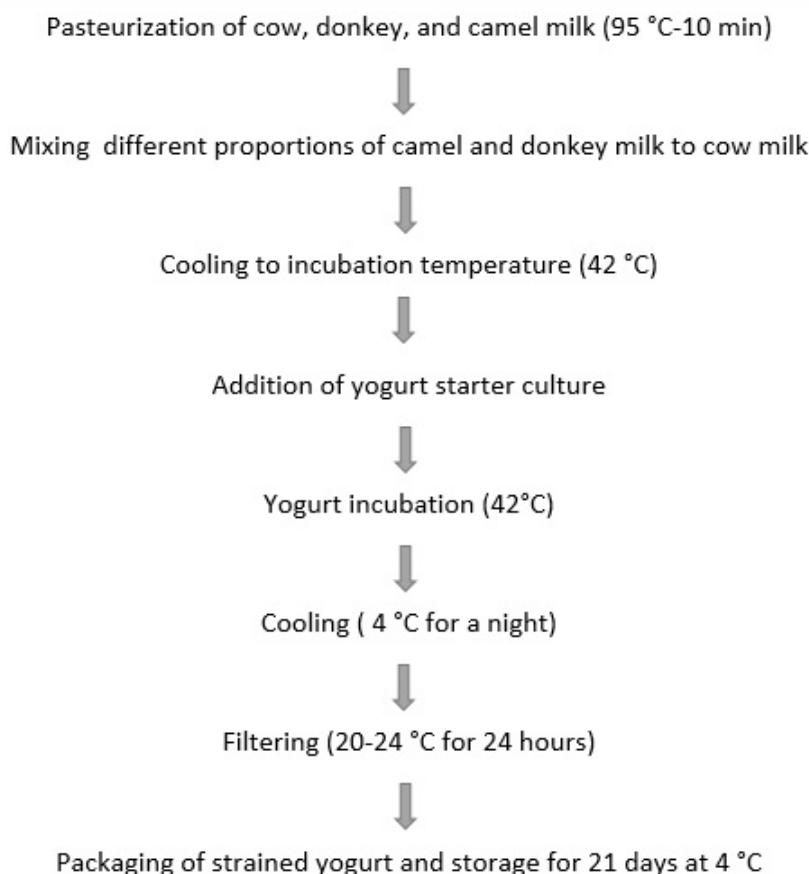 Pasteurization of cow, donkey, and camel milk (95 °C-10 min)
Mixing  different proportions of camel and donkey milk to cow milk
Cooling to incubation temperature (42 °C)
Addition of yogurt starter culture
Yogurt incubation (42°C)
Cooling ( 4 °C for a night)
Filtering (20-24 °C for 24 hours)
Packaging of strained yogurt and storage for 21 days at 4 °C